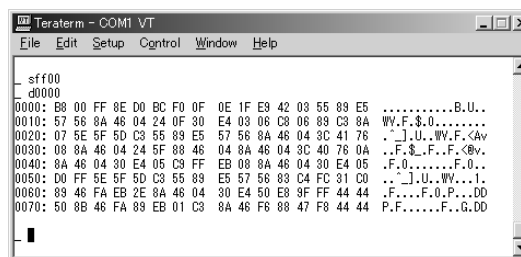 Teraterm - COM1 VT
File Edit Setup Control Window Help
_ sff00
_ d0000
0000: B8 00 FF 8E D0 BC F0 0F 0E 1F E9 42 03 55 89 E5 ...........B.U..
0010: 57 56 8A 46 04 24 0F 30 E4 03 06 C8 06 89 C3 8A WV.F.$.0........
0020: 07 5E 5F 5D C3 55 89 E5 57 56 8A 46 04 3C 41 76 .^_].U..WV.F.<Av
0030: 08 8A 46 04 24 5F 88 46 04 8A 46 04 3C 40 76 0A ..F.$_.F..F.<@v.
0040: 8A 46 04 30 E4 05 C9 FF EB 08 8A 46 04 30 E4 05 .F.0.......F.0..
0050: D0 FF 5E 5F 5D C3 55 89 E5 57 56 83 C4 FC 31 C0 ..^_].U..WV...1.
0060: 89 46 FA EB 2E 8A 46 04 30 E4 50 E8 9F FF 44 44 .F....F.0.P...DD
0070: 50 8B 46 FA 89 EB 01 C3 8A 46 F6 88 47 F8 44 44 P.F......F..G.DD
_